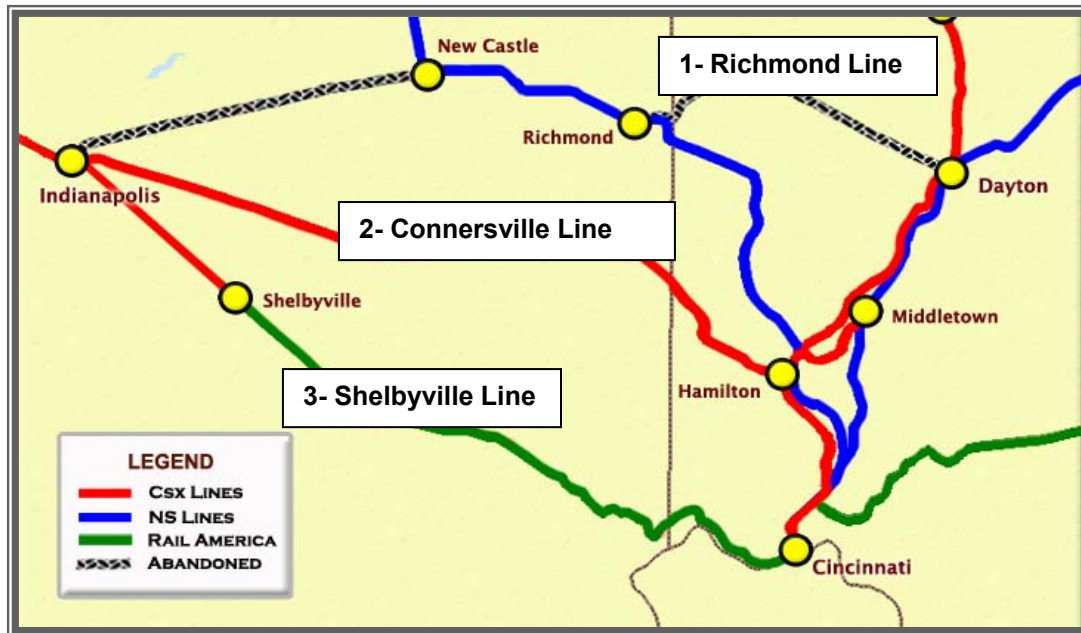 New Castle
1- Richmond Line
Richmond
Indianapolis
Dayton
2- Connersville Line
Shelbyville
Middletown
3- Shelbyville Line
Hamilton
LEGEND
CSX LINES
NS LINES
RAIL AMERICA
ABANDONED
Cincinnati